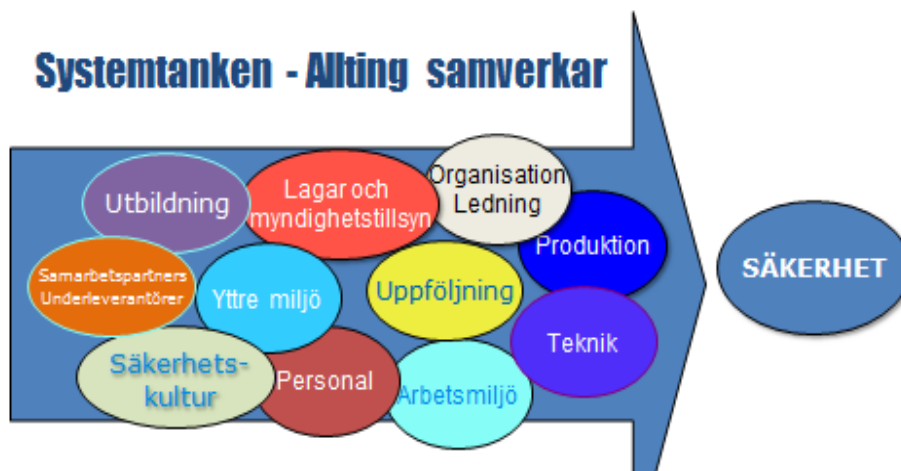 Systemtanken - Allting samverkar
Utbildning
Lagar och
myndighetstillsyn
Organisation
Ledning
Produktion
Samarbetspartners
Underleverantörer
Yttre miljö
Uppföljning
Teknik
Säkerhets-
kultur
Personal
Arbetsmiljö
SÄKERHET